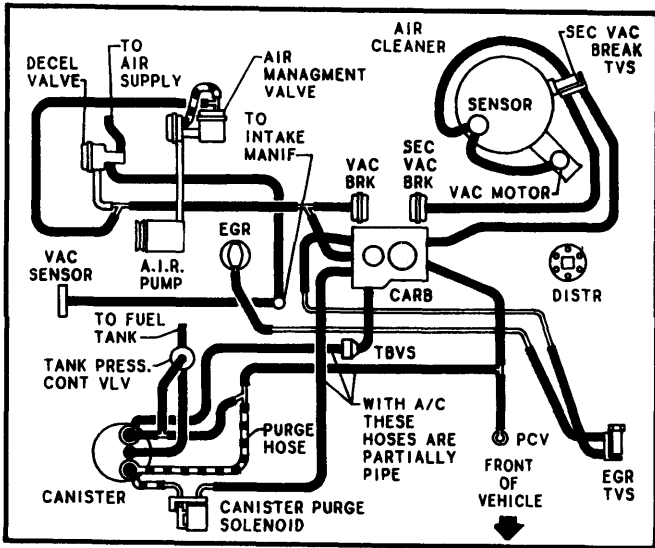 DECEL
VALVE
TO
AIR
SUPPLY
AIR
MANAGMENT
VALVE
TO
INTAKE
MANIF
AIR
CLEANER
SEC VAC
BREAK
TVS
SENSOR
VAC
BRK
SEC
VAC
BRK
VAC MOTOR
VAC
SENSOR
A.I.R.
PUMP
EGR
CARB
DISTR
TO FUEL
TANK
TANK PRESS.
CONT VLV
TBVS
PURGE
HOSE
WITH A/C
THESE
HOSES ARE
PARTIALLY
PIPE
PCV
FRONT
OF
VEHICLE
EGR
TVS
CANISTER
CANISTER PURGE
SOLENOID